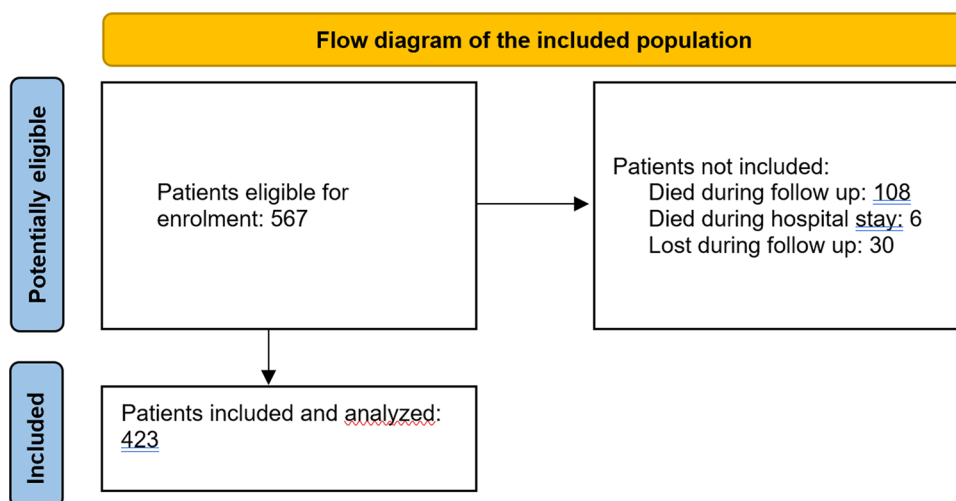 Flow diagram of the included population
Potentially eligible
Patients eligible for
enrolment: 567
Patients not included:
Died during follow up: 108
Died during hospital stay: 6
Lost during follow up: 30
Included
Patients included and analyzed:
423